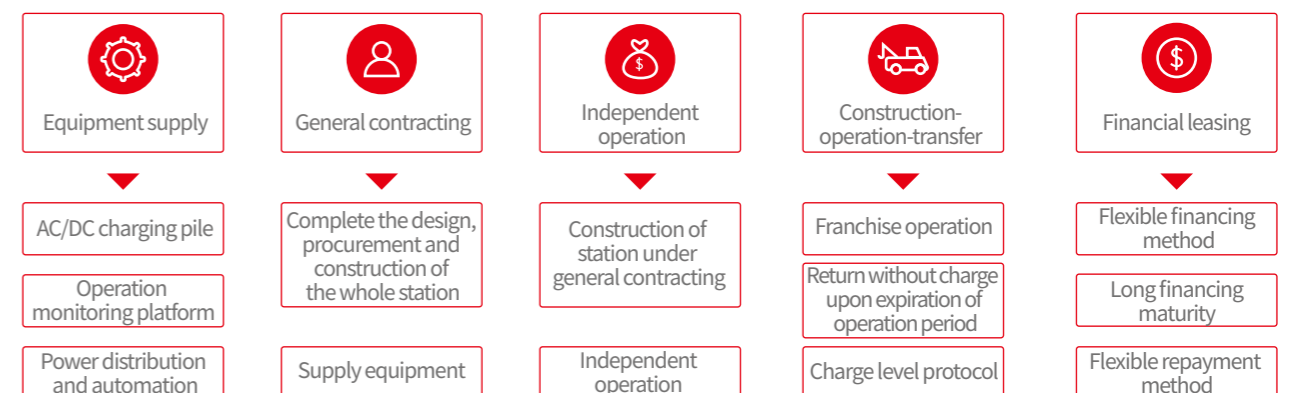 Equipment supply
General contracting
Independent
operation
Construction-
operation-transfer
Financial leasing
AC/DC charging pile
Operation
monitoring platform
Power distribution
and automation
Complete the design,
procurement and
construction of
the whole station
Supply equipment
Construction of
station under
general contracting
Independent
operation
Franchise operation
Return without charge
upon expiration of
operation period
Charge level protocol
Flexible financing
method
Long financing
maturity
Flexible repayment
method